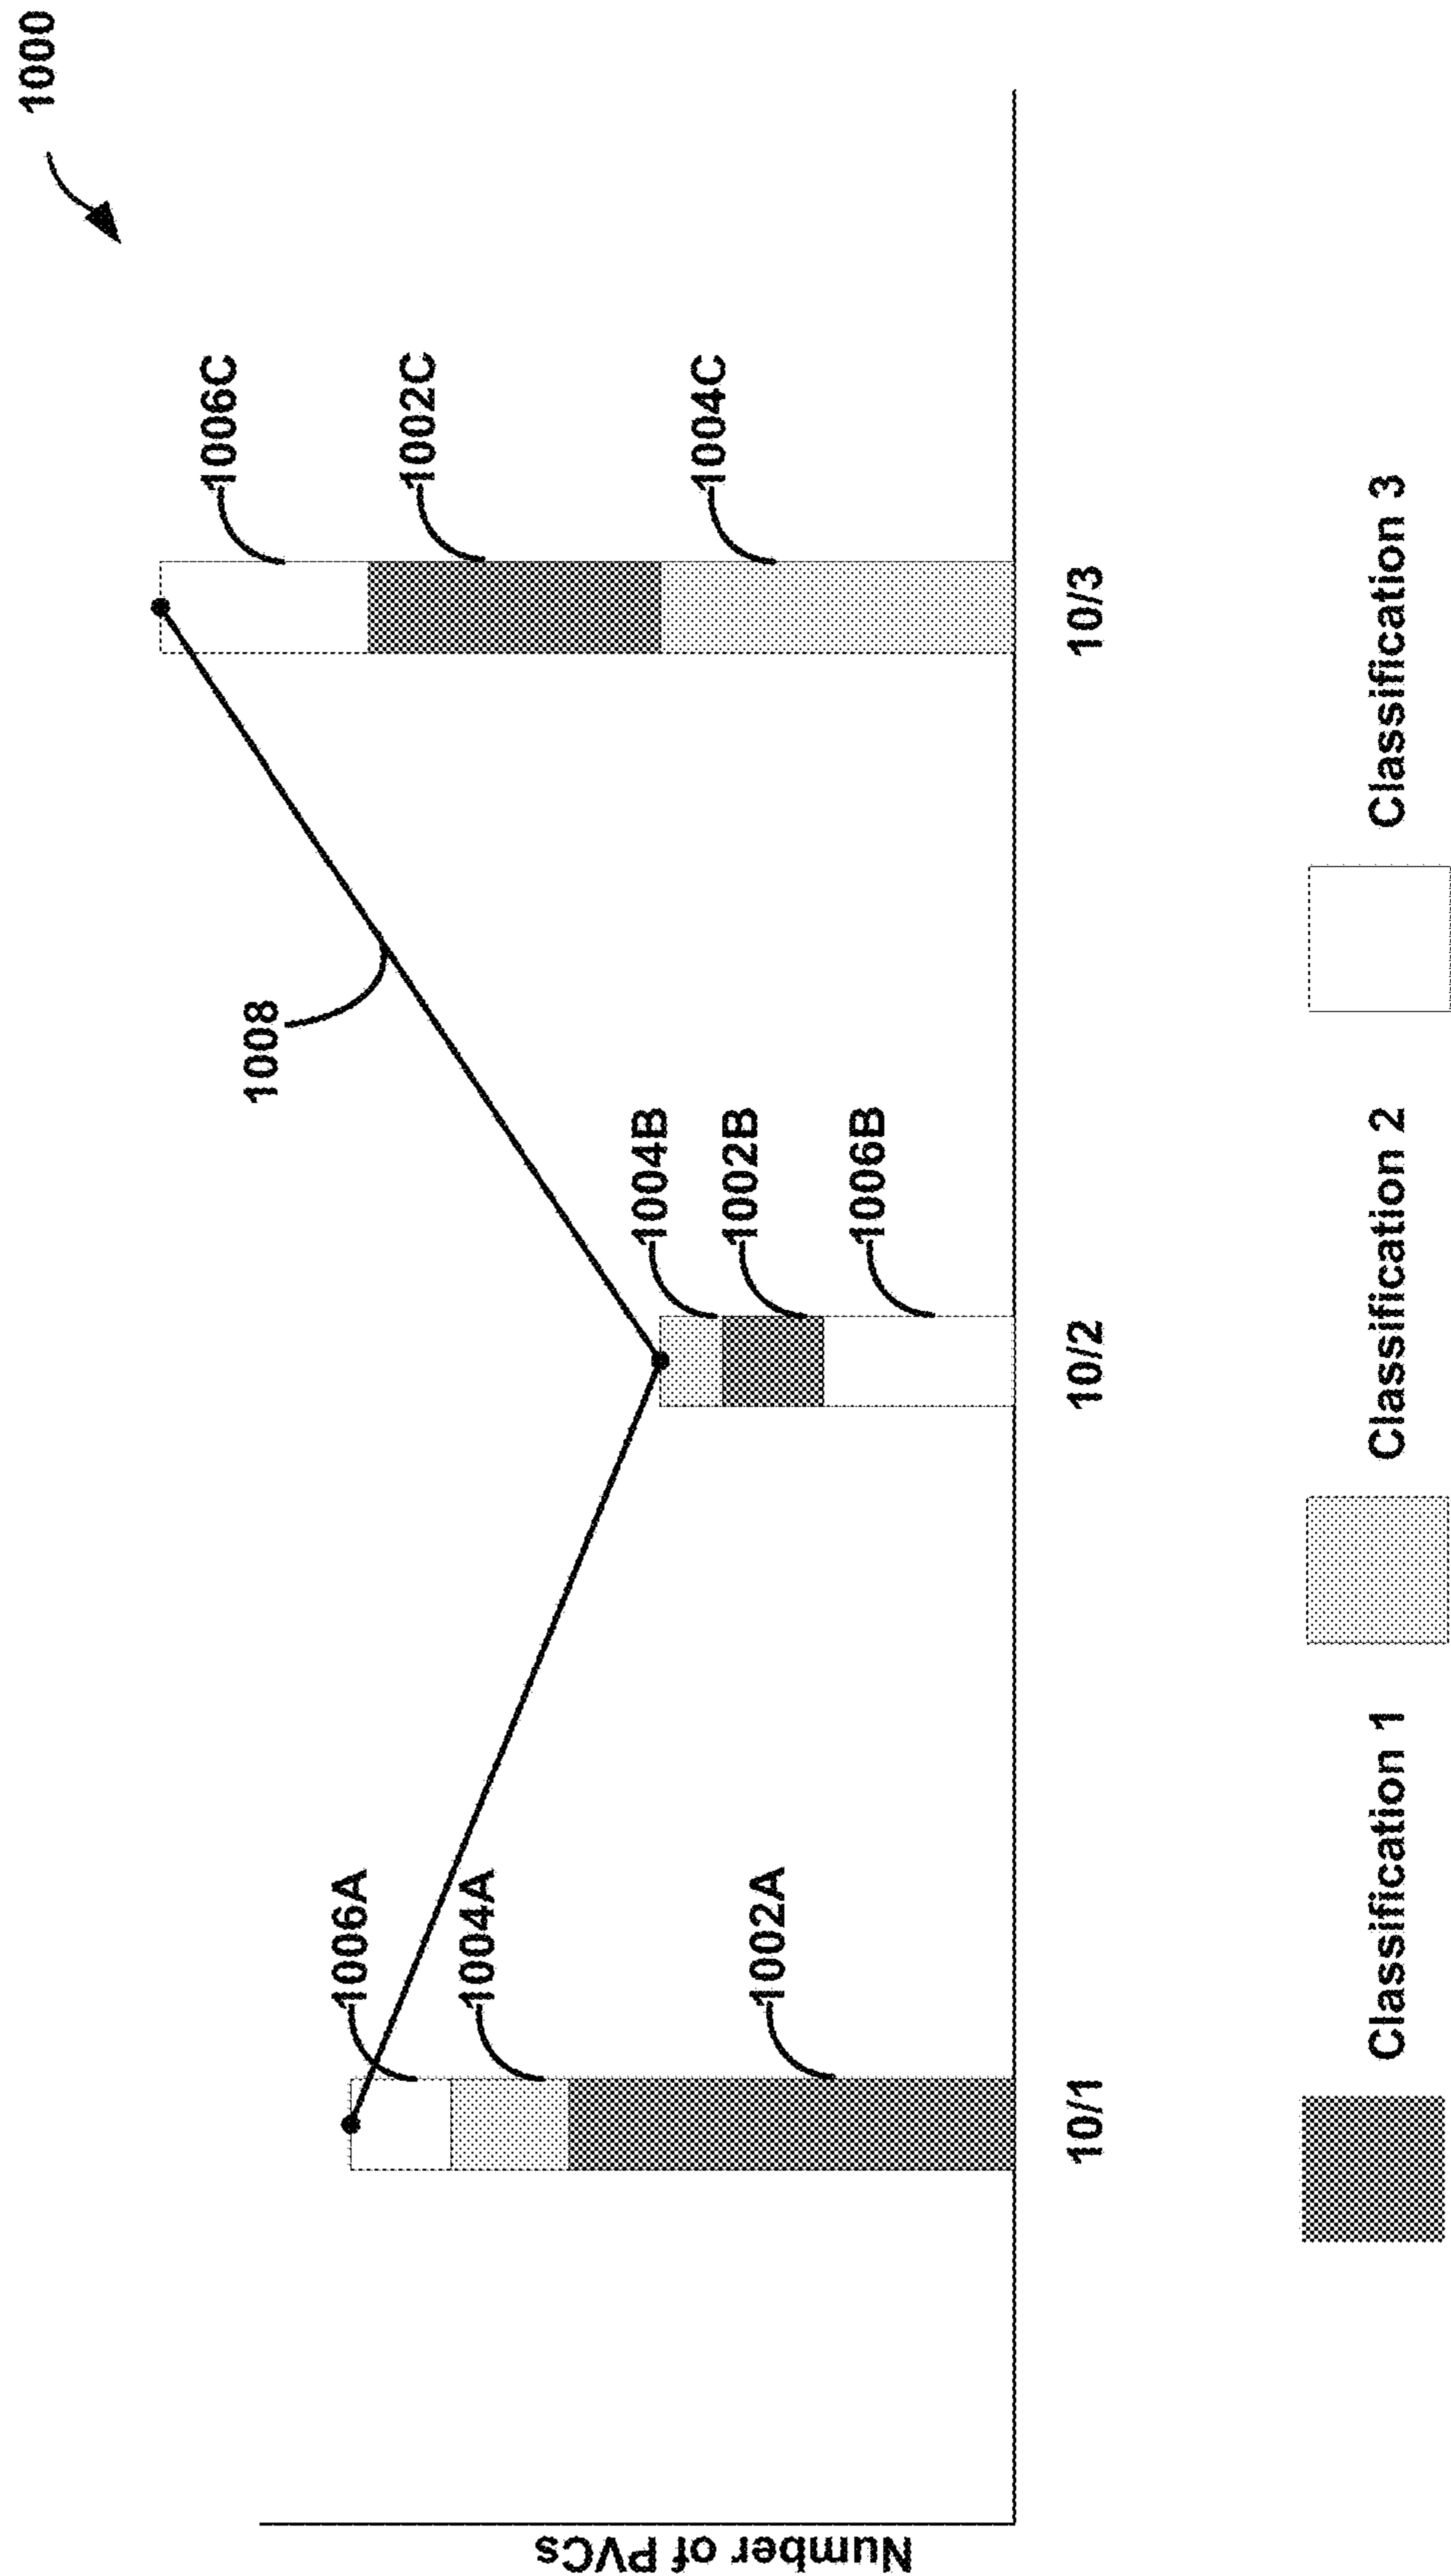 1000
1006C
1002C
1004C
1008
1004B
1002B
1006B
1006A
1004A
1002A
Number of PVCs
10/1
10/2
10/3
Classification 1
Classification 2
Classification 3